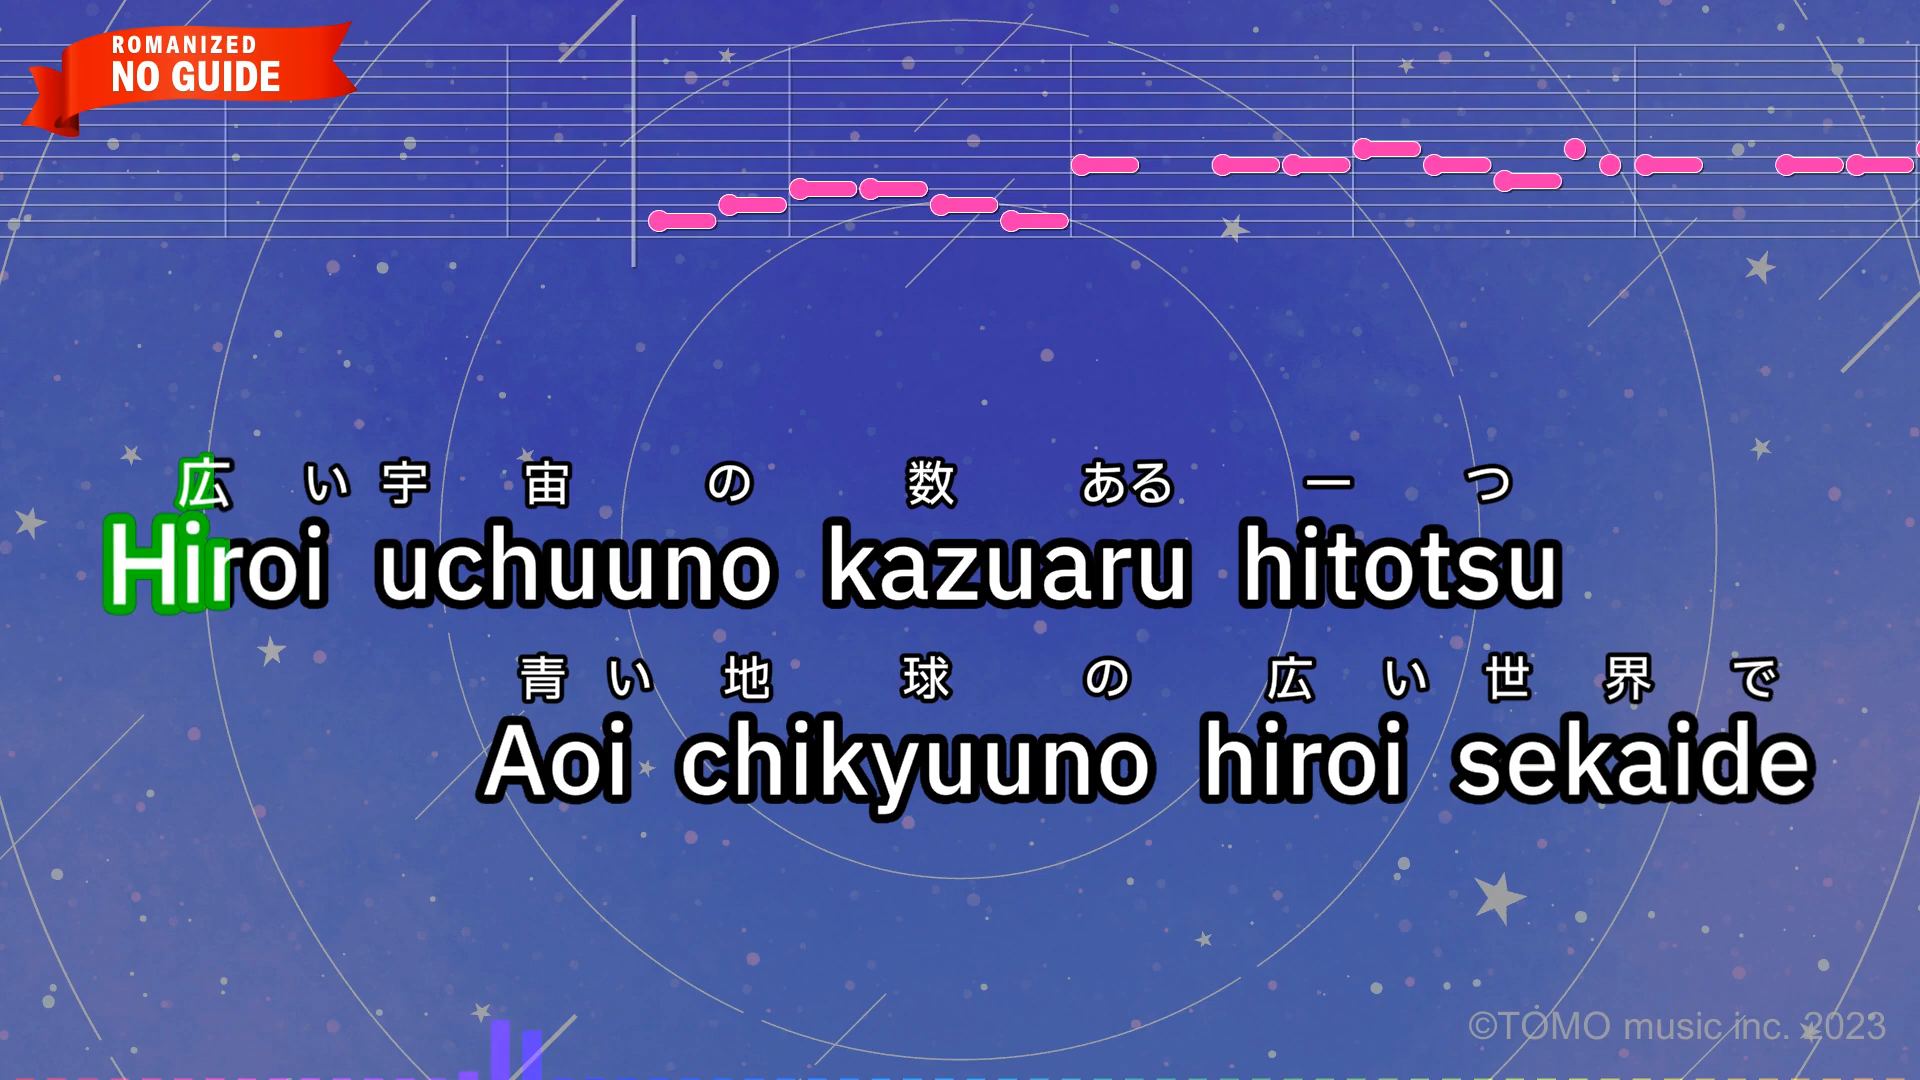 ROMANIZED
NO GUIDE
広い宇宙の数ある一つ
Hiroi uchuuno kazuaru hitotsu
青い地球の広い世界で
Aoi chikyuuno hiroi sekaide
©TOMO music inc. 2023